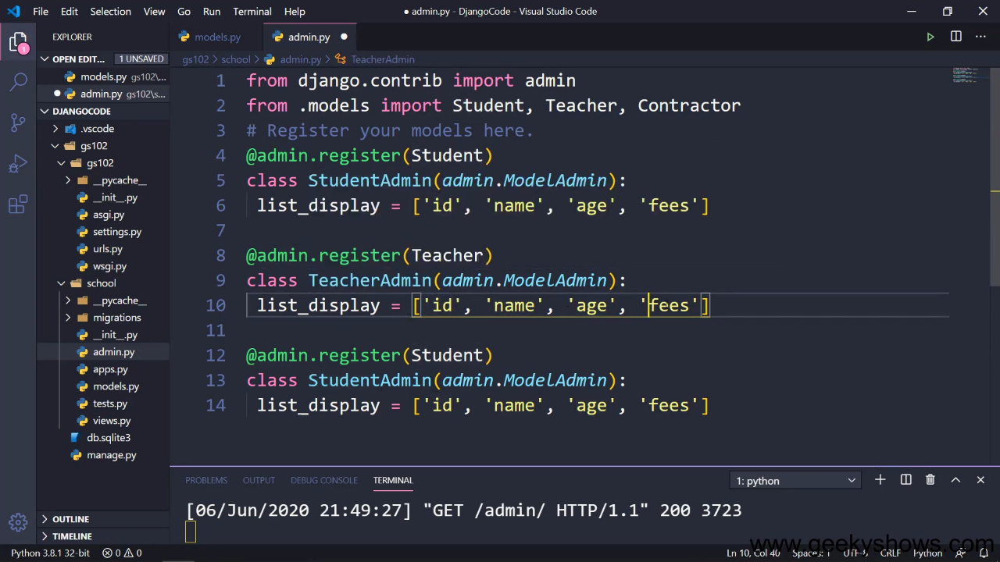 File Edit Selection View Go Run Terminal Help ● admin.py - DjangoCode - Visual Studio Code
EXPLORER
models.py admin.py
OPEN EDIT... 1 UNSAVED
models.py gs102\...
admin.py gs102\s...
gs102 > school > admin.py > TeacherAdmin
DJANGOCODE
.vscode
gs102
gs102
__pycache__
__init__.py
asgi.py
settings.py
urls.py
wsgi.py
school
__pycache__
migrations
__init__.py
admin.py
apps.py
models.py
tests.py
views.py
db.sqlite3
manage.py
OUTLINE
TIMELINE
1 from django.contrib import admin
2 from .models import Student, Teacher, Contractor
3 # Register your models here.
4 @admin.register(Student)
5 class StudentAdmin(admin.ModelAdmin):
6 list_display = ['id', 'name', 'age', 'fees']
7
8 @admin.register(Teacher)
9 class TeacherAdmin(admin.ModelAdmin):
10 list_display = ['id', 'name', 'age', 'fees']
11
12 @admin.register(Student)
13 class StudentAdmin(admin.ModelAdmin):
14 list_display = ['id', 'name', 'age', 'fees']
PROBLEMS OUTPUT DEBUG CONSOLE TERMINAL 1: python
[06/Jun/2020 21:49:27] "GET /admin/ HTTP/1.1" 200 3723
www.geekyshows.com
Python 3.8.1 32-bit 0 0 Ln 10, Col 40 Spaces: 1 UTF-8 CRLF Python